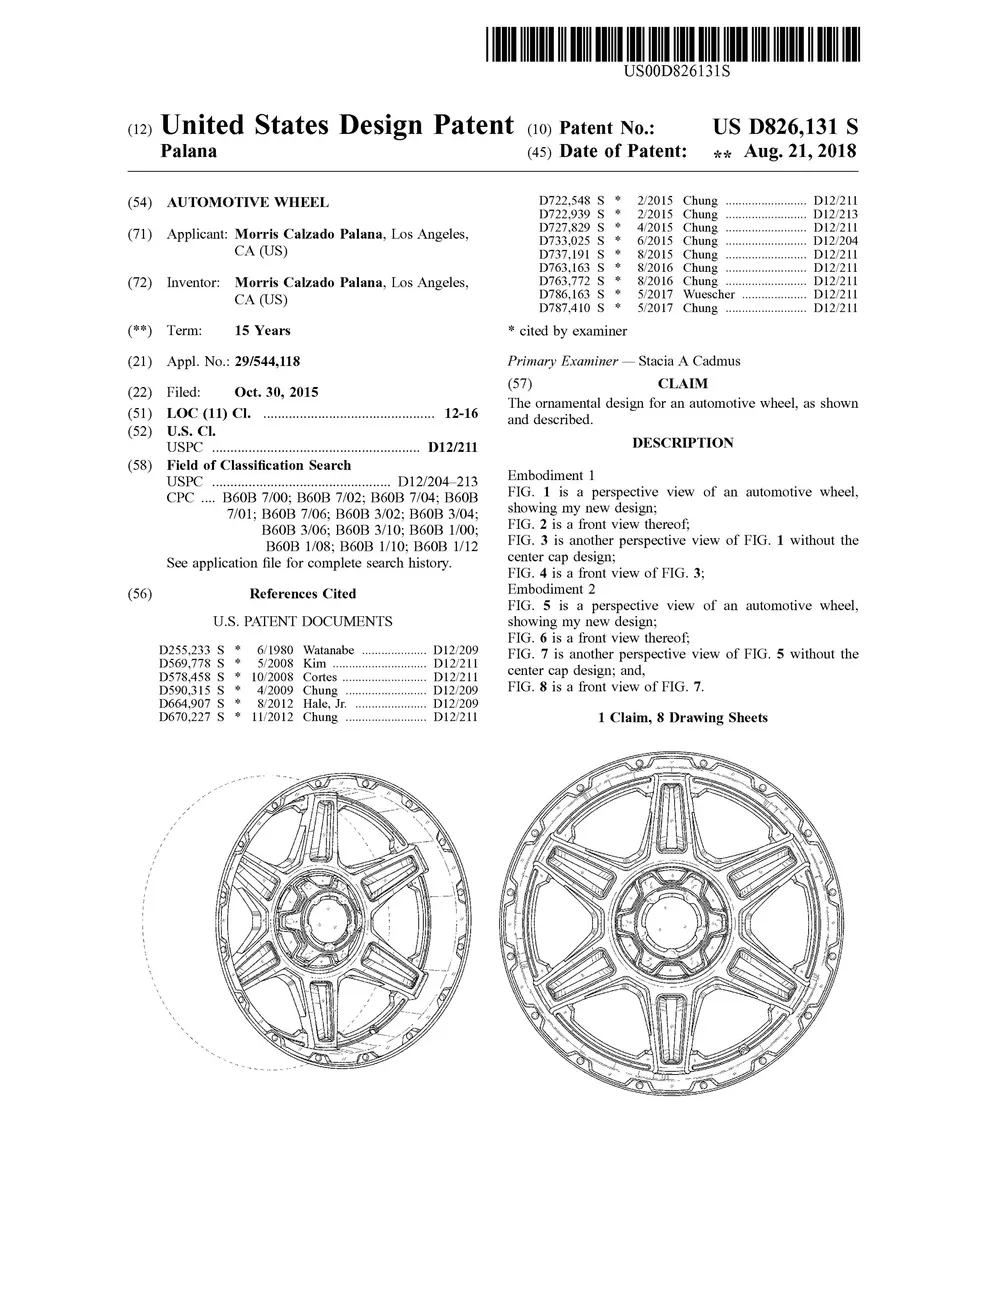 US00D826131S
(12) United States Design Patent
Palana
(10) Patent No.: US D826,131 S
(45) Date of Patent: ** Aug. 21, 2018
(54) AUTOMOTIVE WHEEL
(71) Applicant: Morris Calzado Palana, Los Angeles,
CA (US)
(72) Inventor: Morris Calzado Palana, Los Angeles,
CA (US)
(**) Term: 15 Years
(21) Appl. No.: 29/544,118
(22) Filed: Oct. 30, 2015
(51) LOC (11) Cl. ............................................... 12-16
(52) U.S. Cl.
USPC ......................................................... D12/211
(58) Field of Classification Search
USPC ................................................. D12/204–213
CPC .... B60B 7/00; B60B 7/02; B60B 7/04; B60B
7/01; B60B 7/06; B60B 3/02; B60B 3/04;
B60B 3/06; B60B 3/10; B60B 1/00;
B60B 1/08; B60B 1/10; B60B 1/12
See application file for complete search history.
(56) References Cited
U.S. PATENT DOCUMENTS
D255,233 S * 6/1980 Watanabe .................... D12/209
D569,778 S * 5/2008 Kim ............................. D12/211
D578,458 S * 10/2008 Cortes .......................... D12/211
D590,315 S * 4/2009 Chung ......................... D12/209
D664,907 S * 8/2012 Hale, Jr. ...................... D12/209
D670,227 S * 11/2012 Chung ......................... D12/211
D722,548 S * 2/2015 Chung ......................... D12/211
D722,939 S * 2/2015 Chung ......................... D12/213
D727,829 S * 4/2015 Chung ......................... D12/211
D733,025 S * 6/2015 Chung ......................... D12/204
D737,191 S * 8/2015 Chung ......................... D12/211
D763,163 S * 8/2016 Chung ......................... D12/211
D763,772 S * 8/2016 Chung ......................... D12/211
D786,163 S * 5/2017 Wuescher .................... D12/211
D787,410 S * 5/2017 Chung ......................... D12/211
* cited by examiner
Primary Examiner — Stacia A Cadmus
(57) CLAIM
The ornamental design for an automotive wheel, as shown
and described.
DESCRIPTION
Embodiment 1
FIG. 1 is a perspective view of an automotive wheel,
showing my new design;
FIG. 2 is a front view thereof;
FIG. 3 is another perspective view of FIG. 1 without the
center cap design;
FIG. 4 is a front view of FIG. 3;
Embodiment 2
FIG. 5 is a perspective view of an automotive wheel,
showing my new design;
FIG. 6 is a front view thereof;
FIG. 7 is another perspective view of FIG. 5 without the
center cap design; and,
FIG. 8 is a front view of FIG. 7.
1 Claim, 8 Drawing Sheets